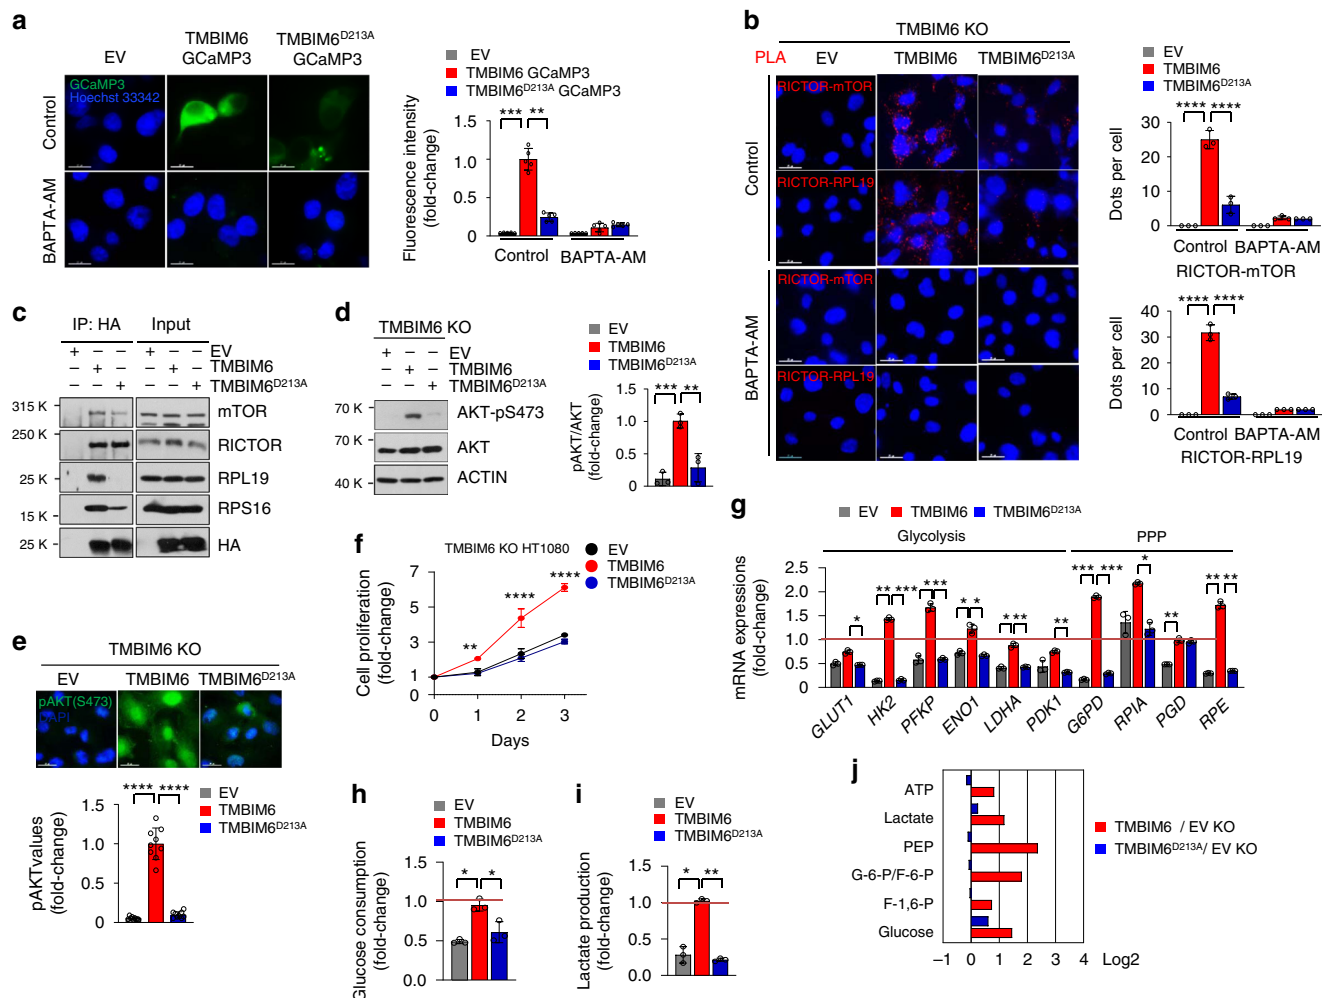 a
EV
TMBIM6
GCaMP3
TMBIM6D213A
GCaMP3
GCaMP3
Hoechst 33342
Control
BAPTA-AM
EV
TMBIM6 GCaMP3
TMBIM6D213A GCaMP3
Fluorescence intensity
(fold-change)
1.5
1.0
0.5
0
*** **
Control BAPTA-AM
b
TMBIM6 KO
PLA EV TMBIM6 TMBIM6D213A
Control
BAPTA-AM
RICTOR-mTOR
RICTOR-RPL19
RICTOR-mTOR
RICTOR-RPL19
EV
TMBIM6
TMBIM6D213A
**** ****
Dots per cell
30
20
10
0
Control BAPTA-AM
RICTOR-mTOR
**** ****
Dots per cell
40
30
20
10
0
Control BAPTA-AM
RICTOR-RPL19
c
IP: HA Input
+ − − + − − EV
− + − − + − TMBIM6
− − + − − + TMBIM6D213A
315 K mTOR
250 K RICTOR
25 K RPL19
15 K RPS16
25 K HA
d
TMBIM6 KO
+ − − EV
− + − TMBIM6
− − + TMBIM6D213A
70 K AKT-pS473
70 K AKT
40 K ACTIN
EV
TMBIM6
TMBIM6D213A
*** **
pAKT/AKT
(fold-change)
1.5
1.0
0.5
0
e
TMBIM6 KO
EV TMBIM6 TMBIM6D213A
pAKT(S473)
DAPI
**** ****
EV
TMBIM6
TMBIM6D213A
pAKTvalues
(fold-change)
1.5
1.0
0.5
0.0
f
TMBIM6 KO HT1080
EV
TMBIM6
TMBIM6D213A
Cell proliferation
(fold-change)
7
5
3
1
0
** **** ****
0 1 2 3
Days
g
EV TMBIM6 TMBIM6D213A
Glycolysis PPP
mRNA expressions
(fold-change)
2.5
2.0
1.5
1.0
0.5
0
* ** *** * *** * * ** ** ** *** *** * ** ** **
GLUT1 HK2 PFKP ENO1 LDHA PDK1 G6PD RPIA PGD RPE
h
EV
TMBIM6
TMBIM6D213A
Glucose consumption
(fold-change)
1.5
1.0
0.5
0.0
* *
i
EV
TMBIM6
TMBIM6D213A
Lactate production
(fold-change)
1.5
1.0
0.5
0.0
* **
j
ATP
Lactate
PEP
G-6-P/F-6-P
F-1,6-P
Glucose
−1 0 1 2 3 4 Log2
TMBIM6 / EV KO
TMBIM6D213A/ EV KO